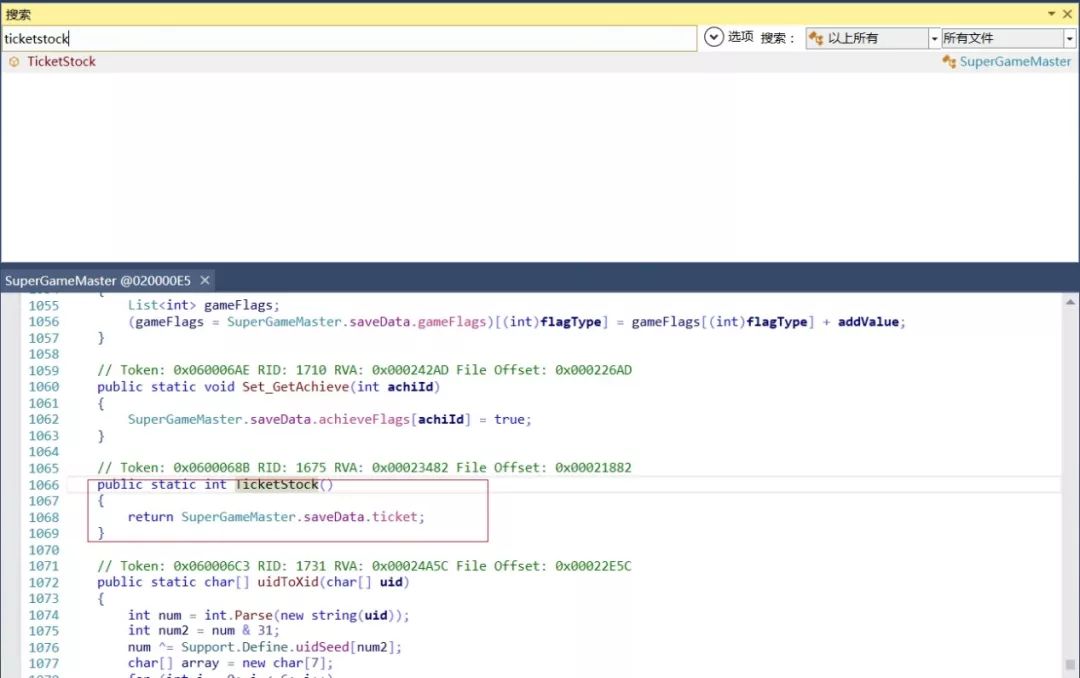 搜索
ticketstock
选项 搜索： 以上所有 所有文件
TicketStock SuperGameMaster
SuperGameMaster @020000E5
1055 List<int> gameFlags;
1056 (gameFlags = SuperGameMaster.saveData.gameFlags)[(int)flagType] = gameFlags[(int)flagType] + addValue;
1057 }
1058
1059 // Token: 0x060006AE RID: 1710 RVA: 0x000242AD File Offset: 0x000226AD
1060 public static void Set_GetAchieve(int achiId)
1061 {
1062 SuperGameMaster.saveData.achieveFlags[achiId] = true;
1063 }
1064
1065 // Token: 0x0600068B RID: 1675 RVA: 0x00023482 File Offset: 0x00021882
1066 public static int TicketStock()
1067 {
1068 return SuperGameMaster.saveData.ticket;
1069 }
1070
1071 // Token: 0x060006C3 RID: 1731 RVA: 0x00024A5C File Offset: 0x00022E5C
1072 public static char[] uidToXid(char[] uid)
1073 {
1074 int num = int.Parse(new string(uid));
1075 int num2 = num & 31;
1076 num ^= Support.Define.uidSeed[num2];
1077 char[] array = new char[7];